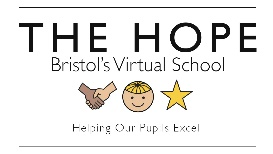 THE HOPE
Bristol's Virtual School
Helping Our Pupils Excel